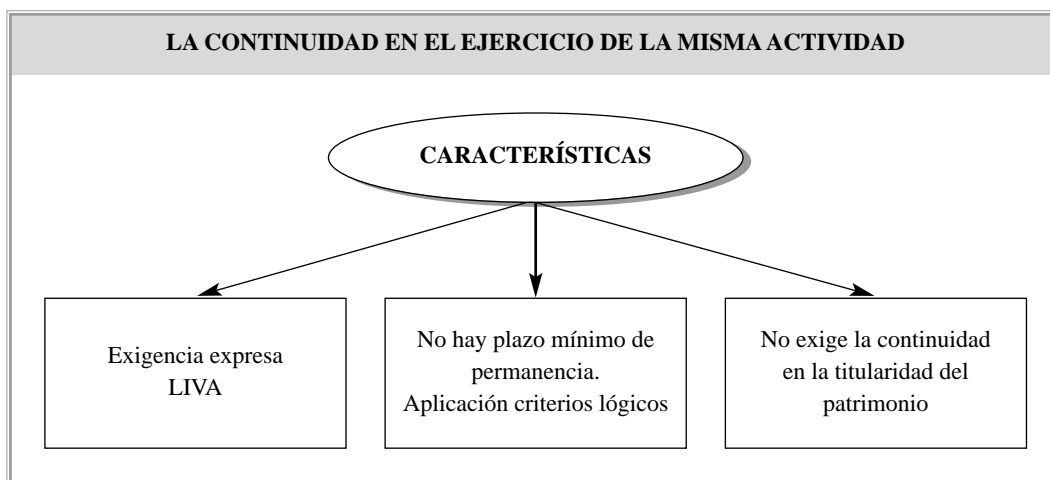 LA CONTINUIDAD EN EL EJERCICIO DE LA MISMA ACTIVIDAD
CARACTERÍSTICAS
Exigencia expresa
LIVA
No hay plazo mínimo de
permanencia.
Aplicación criterios lógicos
No exige la continuidad
en la titularidad del
patrimonio